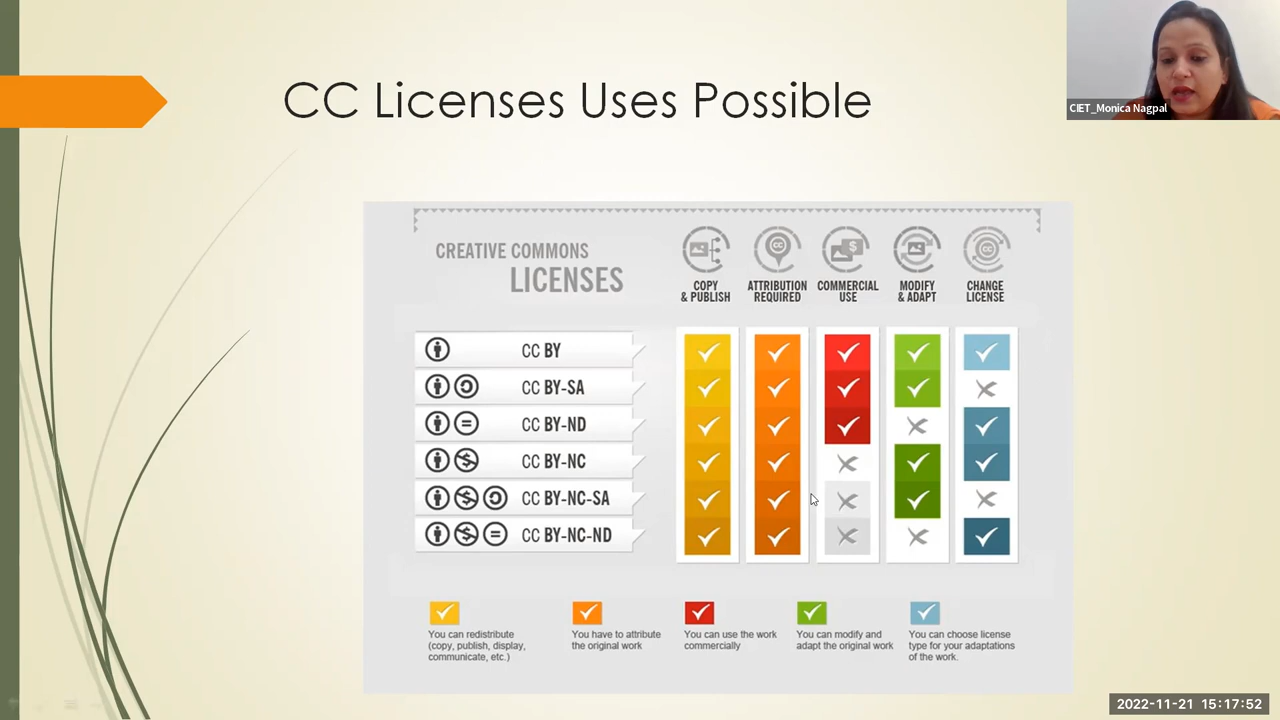 CC Licenses Uses Possible
CIET_Monica Nagpal
CREATIVE COMMONS
LICENSES
COPY
& PUBLISH
ATTRIBUTION
REQUIRED
COMMERCIAL
USE
MODIFY
& ADAPT
CHANGE
LICENSE
CC BY
CC BY-SA
CC BY-ND
CC BY-NC
CC BY-NC-SA
CC BY-NC-ND
You can redistribute
(copy, publish, display,
communicate, etc.)
You have to attribute
the original work
You can use the work
commercially
You can modify and
adapt the original work
You can choose license
type for your adaptations
of the work.
2022-11-21 15:17:52